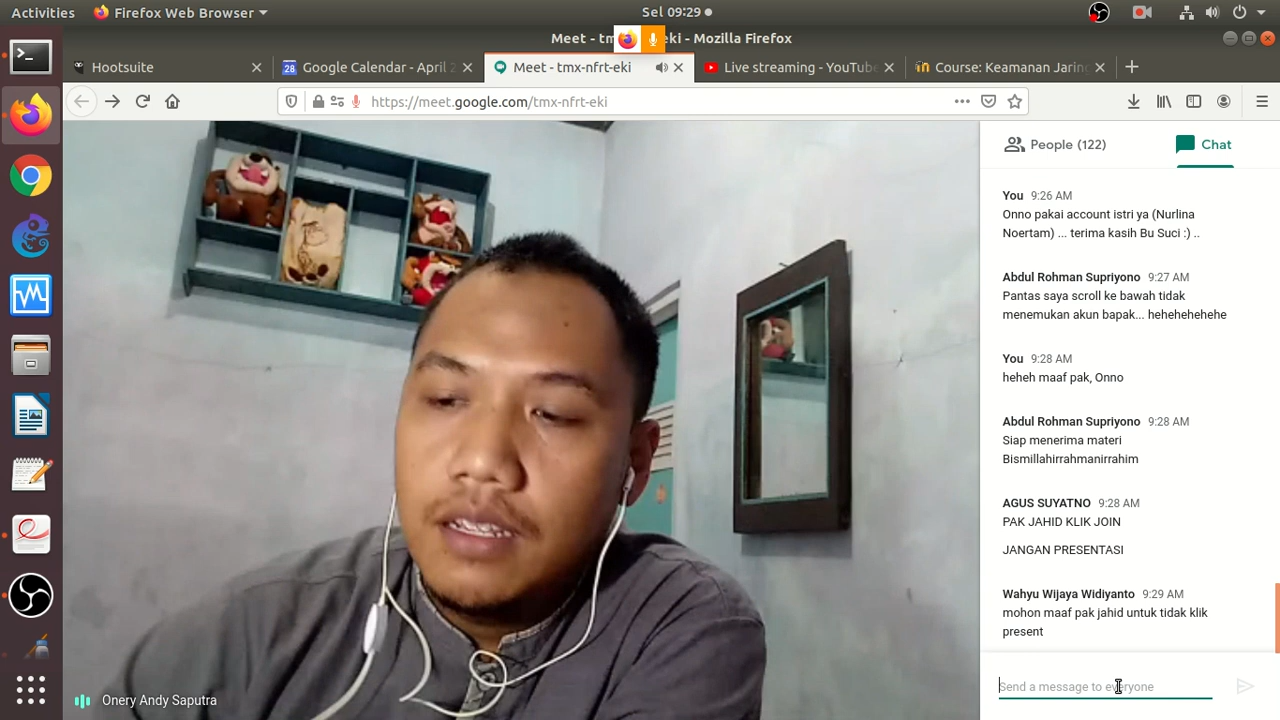 Activities
Firefox Web Browser
Sel 09:29
Meet - tm
eki - Mozilla Firefox
Hootsuite
Google Calendar - April 2
Meet - tmx-nfrt-eki
Live streaming - YouTube
Course: Keamanan Jaring
https://meet.google.com/tmx-nfrt-eki
People (122)
Chat
You 9:26 AM
Onno pakai account istri ya (Nurlina
Noertam) ... terima kasih Bu Suci :) ..
Abdul Rohman Supriyono 9:27 AM
Pantas saya scroll ke bawah tidak
menemukan akun bapak... hehehehehehe
You 9:28 AM
heheh maaf pak, Onno
Abdul Rohman Supriyono 9:28 AM
Siap menerima materi
Bismillahirrahmanirrahim
AGUS SUYATNO 9:28 AM
PAK JAHID KLIK JOIN
JANGAN PRESENTASI
Wahyu Wijaya Widiyanto 9:29 AM
mohon maaf pak jahid untuk tidak klik
present
Send a message to everyone
Onery Andy Saputra